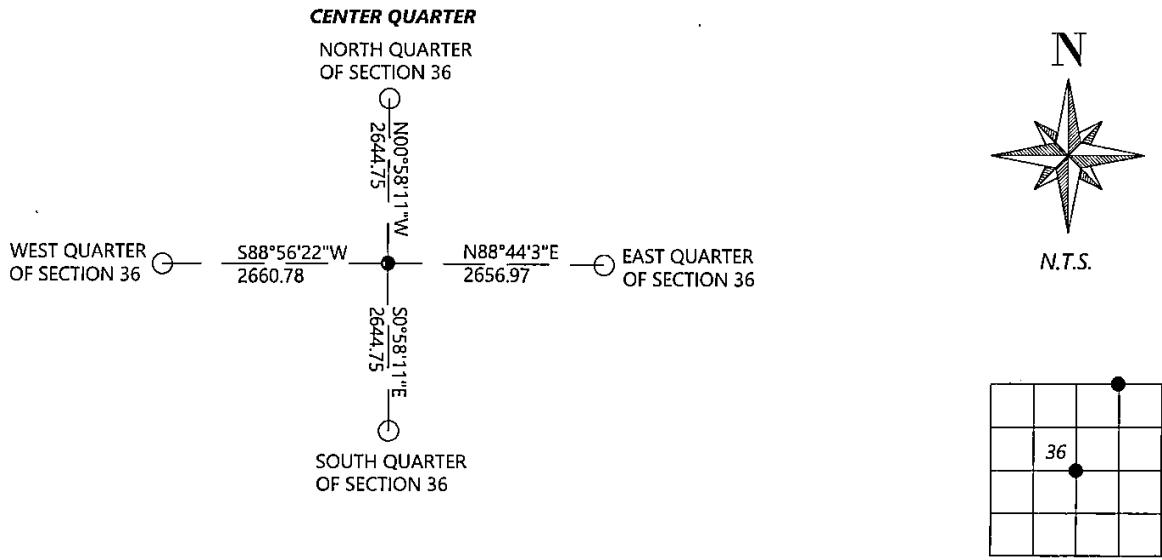 CENTER QUARTER
NORTH QUARTER
OF SECTION 36
N00°58'11"W
2644.75
WEST QUARTER
OF SECTION 36
S88°56'22"W
2660.78
N88°44'3"E
2656.97
EAST QUARTER
OF SECTION 36
S0°58'11"E
2644.75
SOUTH QUARTER
OF SECTION 36
N
N.T.S.
36